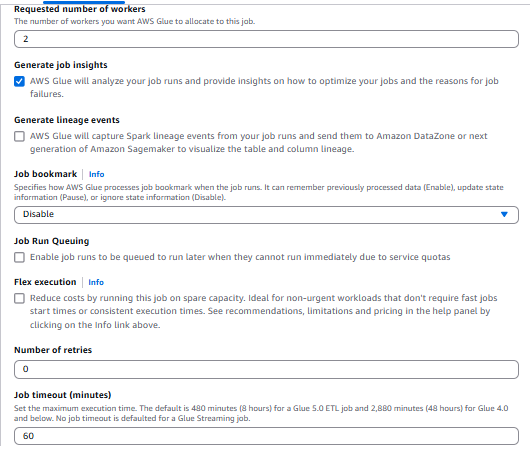 Requested number of workers
The number of workers you want AWS Glue to allocate to this job.
2
Generate job insights
AWS Glue will analyze your job runs and provide insights on how to optimize your jobs and the reasons for job
failures.
Generate lineage events
AWS Glue will capture Spark lineage events from your job runs and send them to Amazon DataZone or next
generation of Amazon Sagemaker to visualize the table and column lineage.
Job bookmark | Info
Specifies how AWS Glue processes job bookmark when the job runs. It can remember previously processed data (Enable), update state
information (Pause), or ignore state information (Disable).
Disable
Job Run Queuing
Enable job runs to be queued to run later when they cannot run immediately due to service quotas
Flex execution | Info
Reduce costs by running this job on spare capacity. Ideal for non-urgent workloads that don't require fast jobs
start times or consistent execution times. See recommendations, limitations and pricing in the help panel by
clicking on the Info link above.
Number of retries
0
Job timeout (minutes)
Set the maximum execution time. The default is 480 minutes (8 hours) for a Glue 5.0 ETL job and 2,880 minutes (48 hours) for Glue 4.0
and below. No job timeout is defaulted for a Glue Streaming job.
60